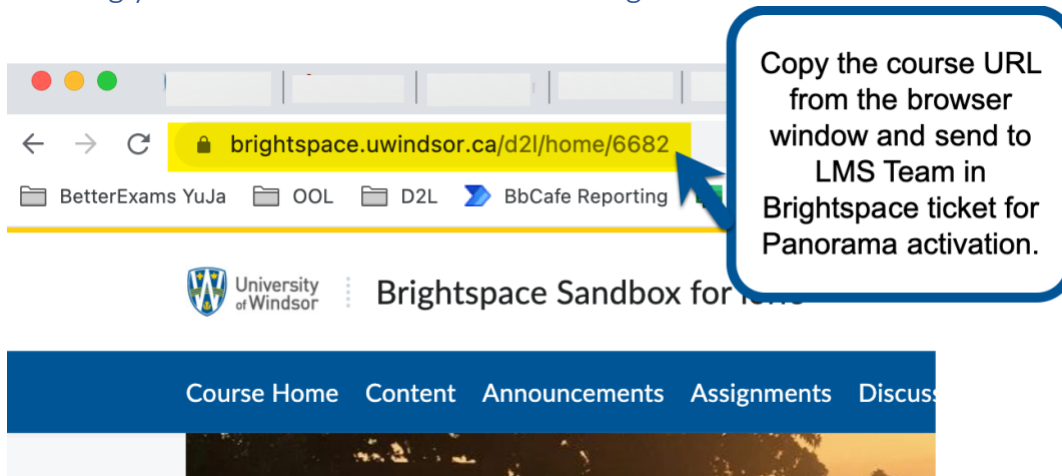 Copy the course URL
from the browser
window and send to
LMS Team in
Brightspace ticket for
Panorama activation.
brightspace.uwindsor.ca/d2l/home/6682
BetterExams YuJa OOL D2L BbCafe Reporting
University
of Windsor
Brightspace Sandbox for
Course Home Content Announcements Assignments